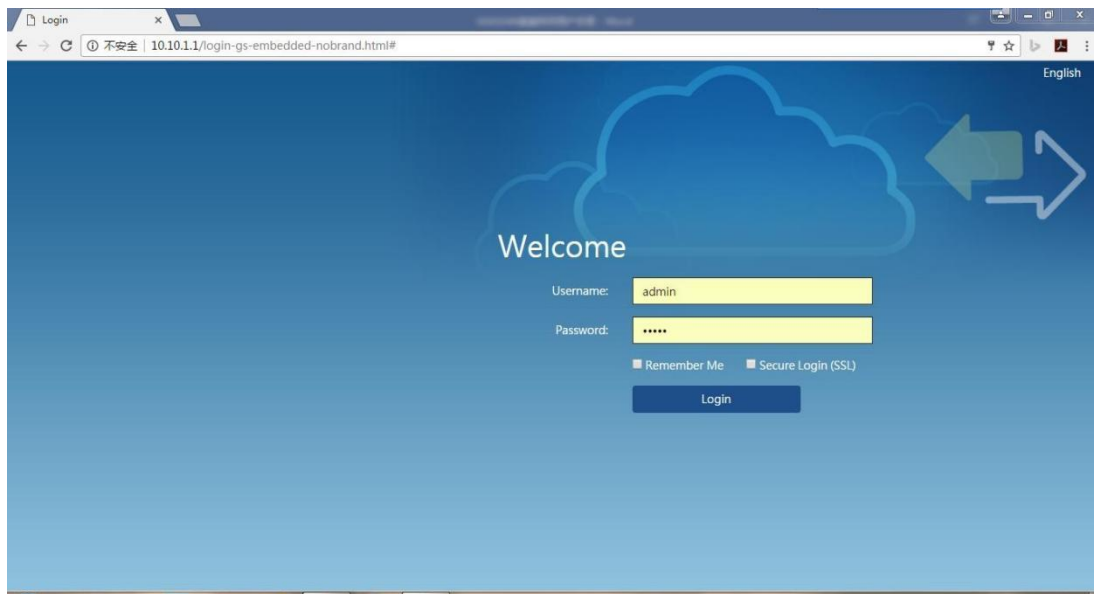 Login
不安全 | 10.10.1.1/login-gs-embedded-nobrand.html#
English
Welcome
Username: admin
Password: •••••
Remember Me Secure Login (SSL)
Login